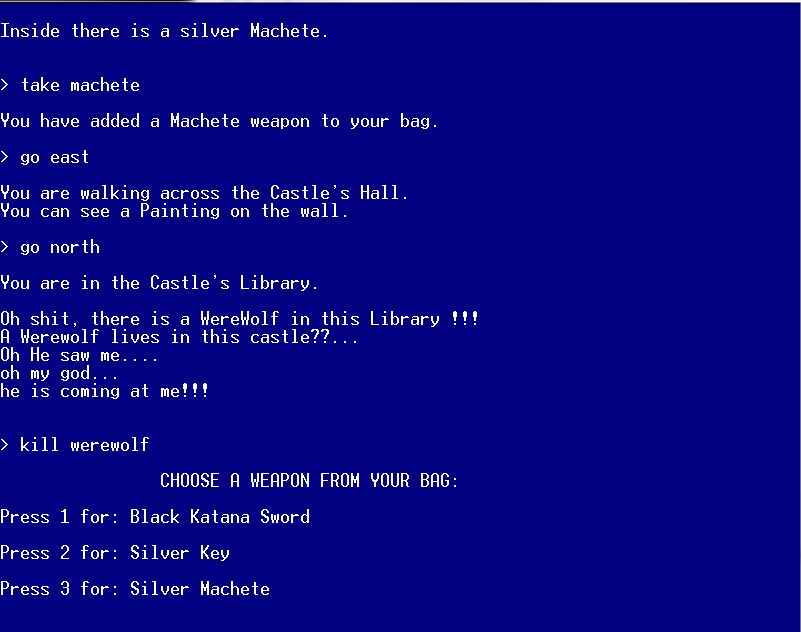 Inside there is a silver Machete.
> take machete
You have added a Machete weapon to your bag.
> go east
You are walking across the Castle's Hall.
You can see a Painting on the wall.
> go north
You are in the Castle's Library.
Oh shit, there is a WereWolf in this Library !!!
A Werewolf lives in this castle??...
Oh He saw me....
oh my god...
he is coming at me!!!
> kill werewolf
CHOOSE A WEAPON FROM YOUR BAG:
Press 1 for: Black Katana Sword
Press 2 for: Silver Key
Press 3 for: Silver Machete